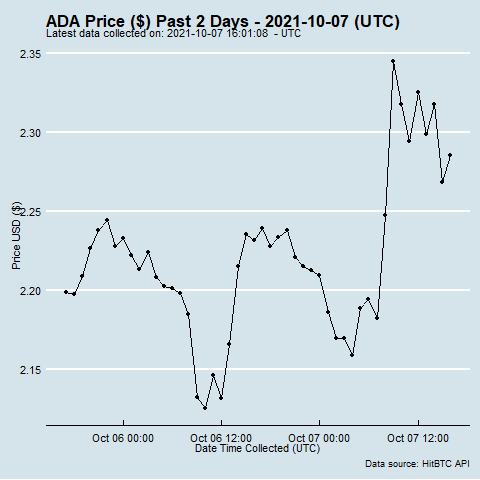 ADA Price ($) Past 2 Days - 2021-10-07 (UTC)
Latest data collected on: 2021-10-07 16:01:08  - UTC
2.35
2.30
2.25
2.20
2.15
Price USD ($)
Oct 06 00:00
Oct 06 12:00
Oct 07 00:00
Oct 07 12:00
Date Time Collected (UTC)
Data source: HitBTC API